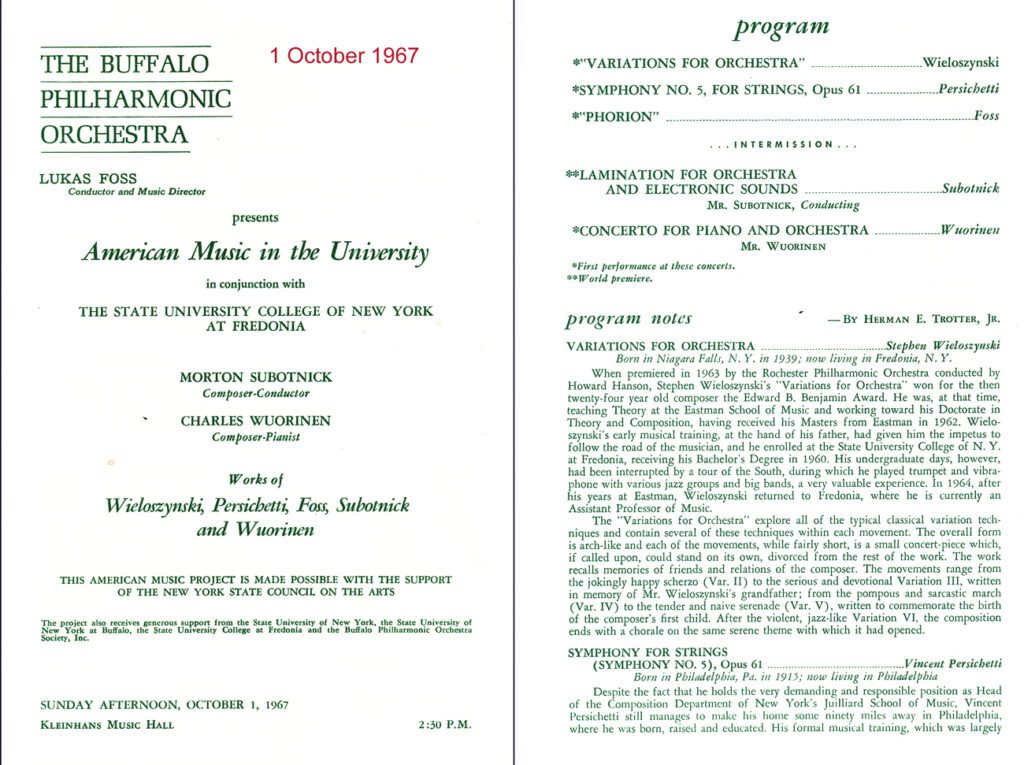 THE BUFFALO
PHILHARMONIC
ORCHESTRA
1 October 1967
LUKAS FOSS
Conductor and Music Director
presents
American Music in the University
in conjunction with
THE STATE UNIVERSITY COLLEGE OF NEW YORK
AT FREDONIA
MORTON SUBOTNICK
Composer-Conductor
CHARLES WUORINEN
Composer-Pianist
Works of
Wieloszynski, Persichetti, Foss, Subotnick
and Wuorinen
THIS AMERICAN MUSIC PROJECT IS MADE POSSIBLE WITH THE SUPPORT
OF THE NEW YORK STATE COUNCIL ON THE ARTS
The project also receives generous support from the State University of New York, the State University of
New York at Buffalo, the State University College at Fredonia and the Buffalo Philharmonic Orchestra
Society, Inc.
SUNDAY AFTERNOON, OCTOBER 1, 1967
KLEINHANS MUSIC HALL 2:30 P.M.
program
*"VARIATIONS FOR ORCHESTRA" ........................ Wieloszynski
*SYMPHONY NO. 5, FOR STRINGS, Opus 61 ........................ Persichetti
*"PHORION" ........................ Foss
. . . INTERMISSION . . .
**LAMINATION FOR ORCHESTRA
AND ELECTRONIC SOUNDS ........................ Subotnick
MR. SUBOTNICK, Conducting
*CONCERTO FOR PIANO AND ORCHESTRA ................ Wuorinen
MR. WUORINEN
*First performance at these concerts.
**World premiere.
program notes — BY HERMAN E. TROTTER, JR.
VARIATIONS FOR ORCHESTRA ........................ Stephen Wieloszynski
Born in Niagara Falls, N. Y. in 1939; now living in Fredonia, N. Y.
When premiered in 1963 by the Rochester Philharmonic Orchestra conducted by
Howard Hanson, Stephen Wieloszynski's "Variations for Orchestra" won for the then
twenty-four year old composer the Edward B. Benjamin Award. He was, at that time,
teaching Theory at the Eastman School of Music and working toward his Doctorate in
Theory and Composition, having received his Masters from Eastman in 1962. Wielo-
szynski's early musical training, at the hand of his father, had given him the impetus to
follow the road of the musician, and he enrolled at the State University College of N. Y.
at Fredonia, receiving his Bachelor's Degree in 1960. His undergraduate days, however,
had been interrupted by a tour of the South, during which he played trumpet and vibra-
phone with various jazz groups and big bands, a very valuable experience. In 1964, after
his years at Eastman, Wieloszynski returned to Fredonia, where he is currently an
Assistant Professor of Music.
The "Variations for Orchestra" explore all of the typical classical variation tech-
niques and contain several of these techniques within each movement. The overall form
is arch-like and each of the movements, while fairly short, is a small concert-piece which,
if called upon, could stand on its own, divorced from the rest of the work. The work
recalls memories of friends and relations of the composer. The movements range from
the jokingly happy scherzo (Var. II) to the serious and devotional Variation III, written
in memory of Mr. Wieloszynski's grandfather; from the pompous and sarcastic march
(Var. IV) to the tender and naive serenade (Var. V), written to commemorate the birth
of the composer's first child. After the violent, jazz-like Variation VI, the composition
ends with a chorale on the same serene theme with which it had opened.
SYMPHONY FOR STRINGS
(SYMPHONY NO. 5), Opus 61 ........................ Vincent Persichetti
Born in Philadelphia, Pa. in 1915; now living in Philadelphia
Despite the fact that he holds the very demanding and responsible position as Head
of the Composition Department of New York's Juilliard School of Music, Vincent
Persichetti still manages to make his home some ninety miles away in Philadelphia,
where he was born, raised and educated. His formal musical training, which was largely